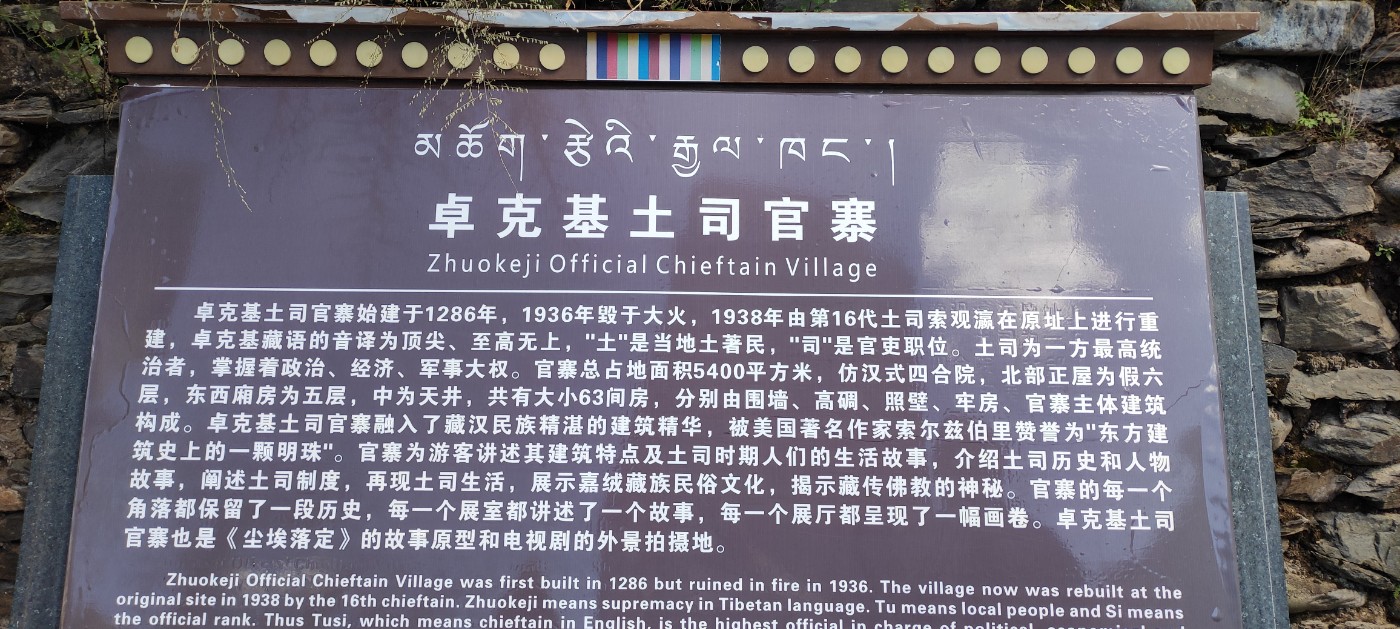 མཆོག་རྩེའི་རྒྱལ་ཁང་།
卓克基土司官寨
Zhuokeji Official Chieftain Village
卓克基土司官寨始建于1286年，1936年毁于大火，1938年由第16代土司索观瀛在原址上进行重
建，卓克基藏语的音译为顶尖、至高无上，"土"是当地土著民，"司"是官吏职位。土司为一方最高统
治者，掌握着政治、经济、军事大权。官寨总占地面积5400平方米，仿汉式四合院，北部正屋为假六
层，东西厢房为五层，中为天井，共有大小63间房，分别由围墙、高碉、照壁、牢房、官寨主体建筑
构成。卓克基土司官寨融入了藏汉民族精湛的建筑精华，被美国著名作家索尔兹伯里赞誉为"东方建
筑史上的一颗明珠"。官寨为游客讲述其建筑特点及土司时期人们的生活故事，介绍土司历史和人物
故事，阐述土司制度，再现土司生活，展示嘉绒藏族民俗文化，揭示藏传佛教的神秘。官寨的每一个
角落都保留了一段历史，每一个展室都讲述了一个故事，每一个展厅都呈现了一幅画卷。卓克基土司
官寨也是《尘埃落定》的故事原型和电视剧的外景拍摄地。
Zhuokeji Official Chieftain Village was first built in 1286 but ruined in fire in 1936. The village now was rebuilt at the
original site in 1938 by the 16th chieftain. Zhuokeji means supremacy in Tibetan language. Tu means local people and Si means
the official rank. Thus Tusi, which means chieftain in English, is the highest official in charge of political,